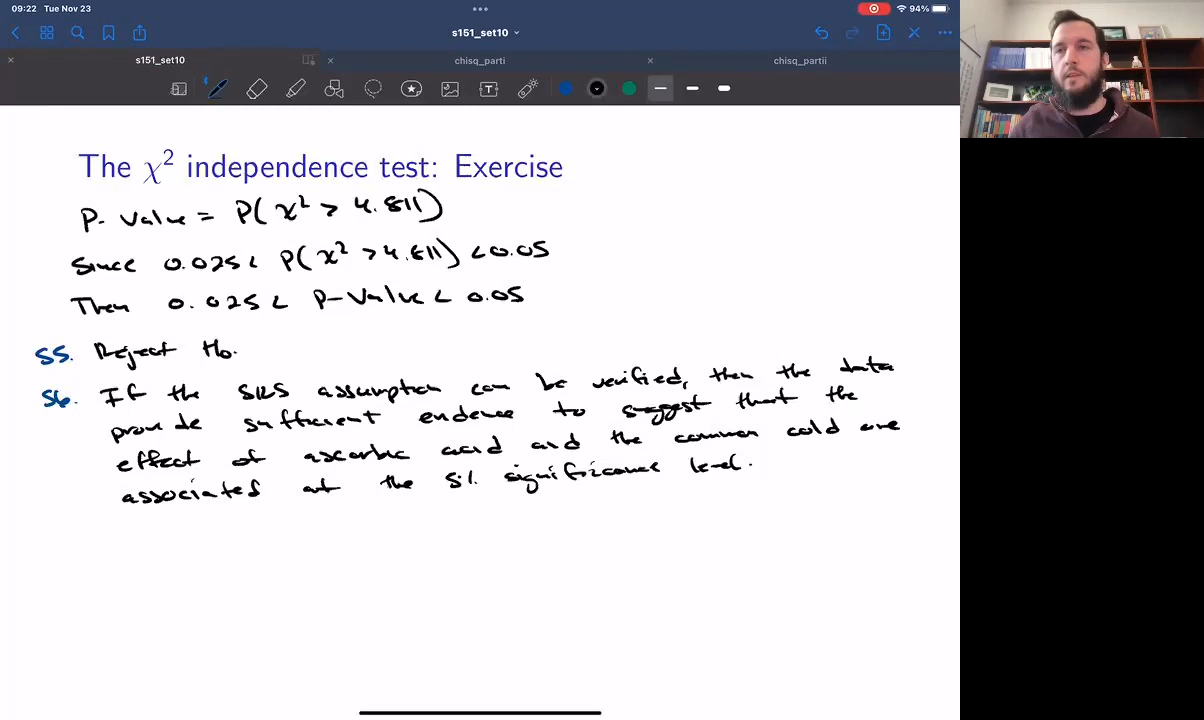 09:22 Tue Nov 23
94%
s151_set10
s151_set10
chisq_parti
chisq_partii
The χ² independence test: Exercise
P-Value = P(χ² > 4.811)
Since 0.025 < P(χ² > 4.811) < 0.05
Then 0.025 < P-Value < 0.05
S5. Reject H₀.
S6. If the SRS assumption can be verified, then the data
provide sufficient evidence to suggest that the
effect of ascorbic acid and the common cold are
associated at the 5% significance level.